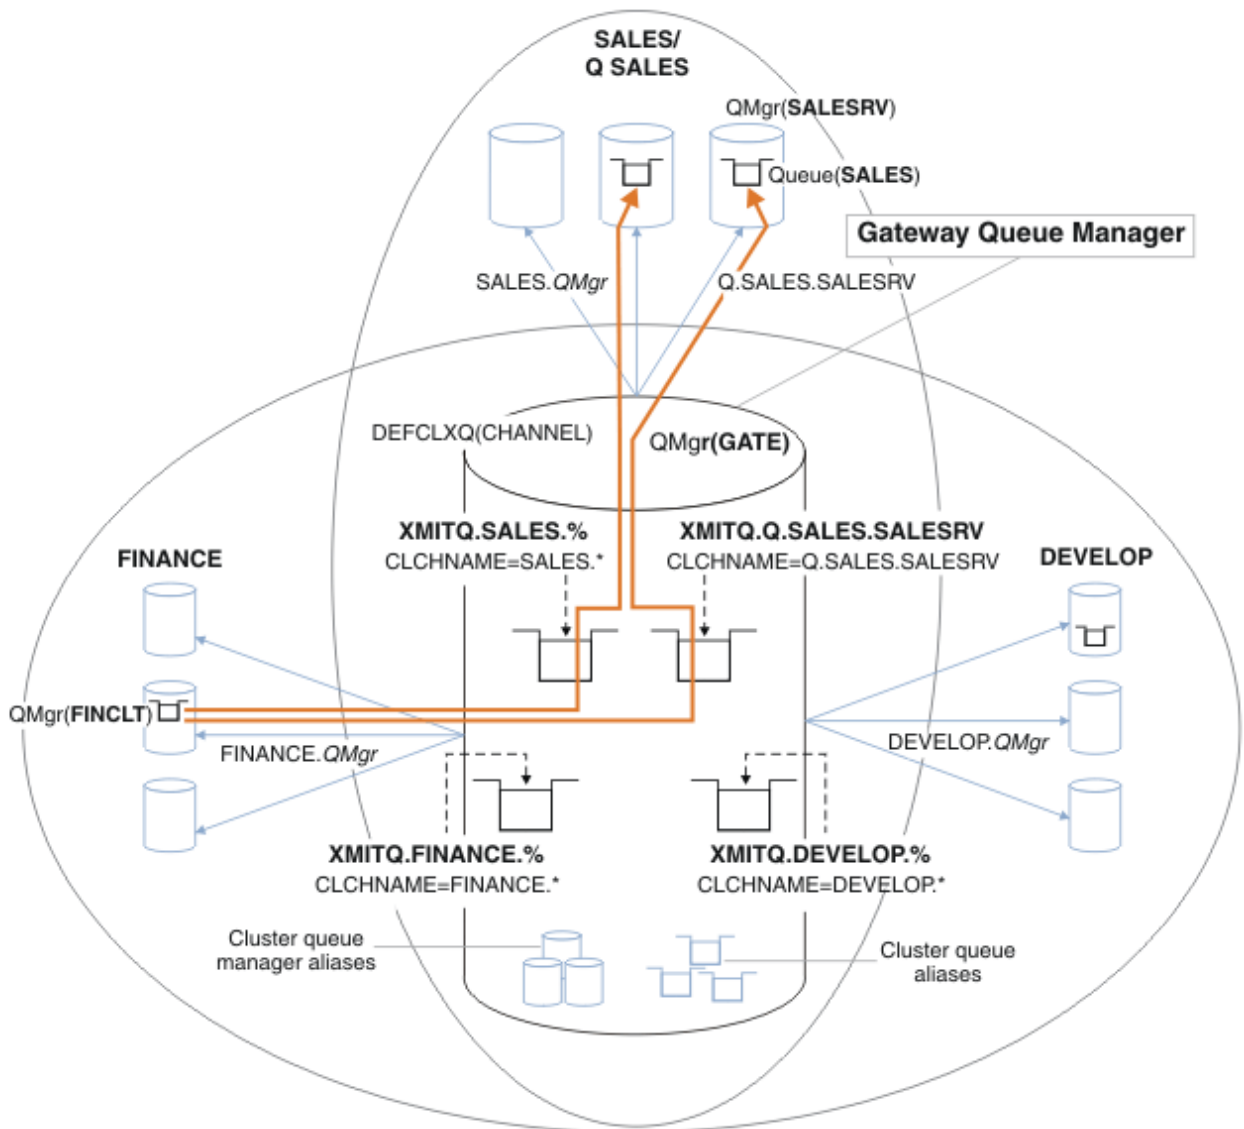 SALES/
Q SALES
QMgr(SALESRV)
Queue(SALES)
Gateway Queue Manager
SALES.QMgr
Q.SALES.SALESRV
DEFCLXQ(CHANNEL)
QMgr(GATE)
XMITQ.SALES.%
CLCHNAME=SALES.*
XMITQ.Q.SALES.SALESRV
CLCHNAME=Q.SALES.SALESRV
FINANCE
DEVELOP
QMgr(FINCLT)
FINANCE.QMgr
DEVELOP.QMgr
XMITQ.FINANCE.%
CLCHNAME=FINANCE.*
XMITQ.DEVELOP.%
CLCHNAME=DEVELOP.*
Cluster queue
manager aliases
Cluster queue
aliases